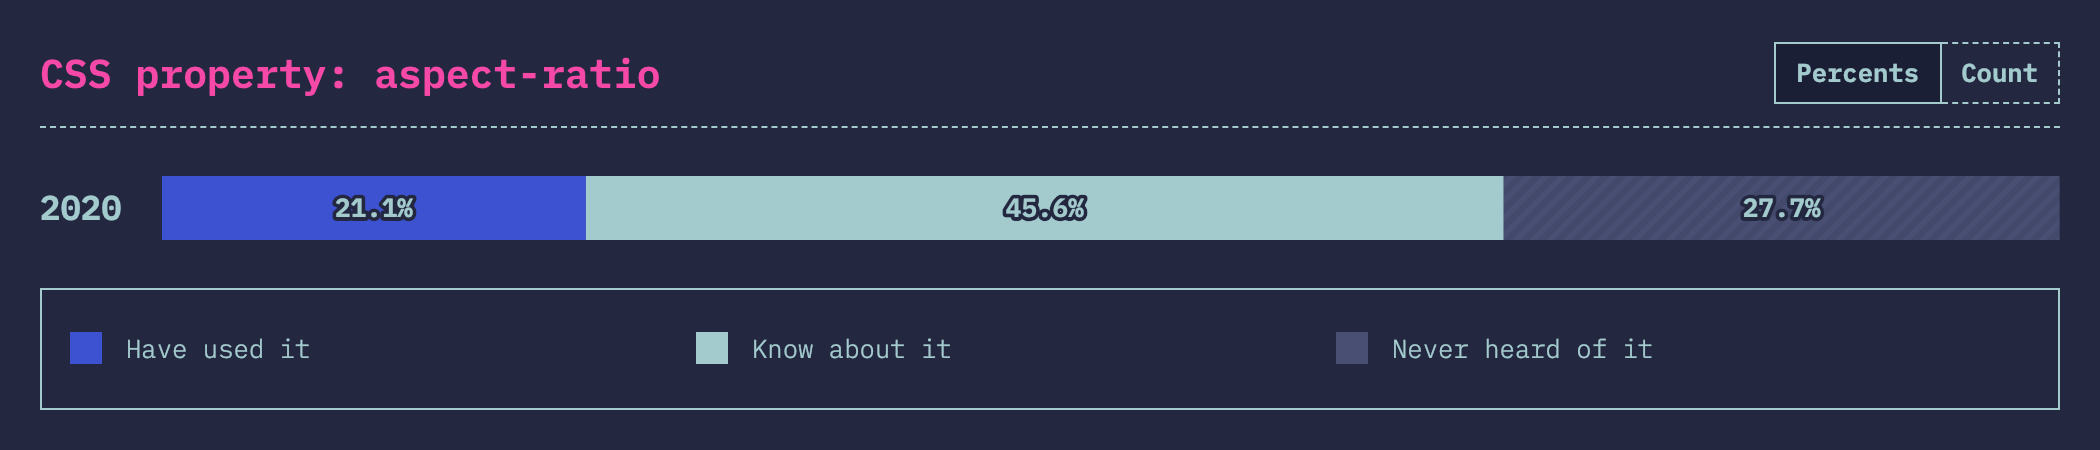 CSS property: aspect-ratio
Percents Count
2020 21.1% 45.6% 27.7%
Have used it Know about it Never heard of it